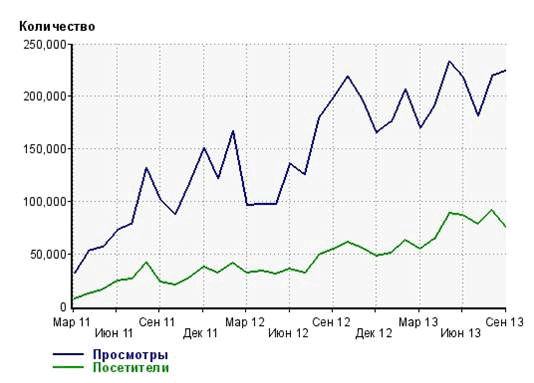 Количество
250,000
200,000
150,000
100,000
50,000
0
Мар 11 Сен 11 Мар 12 Сен 12 Мар 13 Сен 13
Июн 11 Дек 11 Июн 12 Дек 12 Июн 13
Просмотры
Посетители